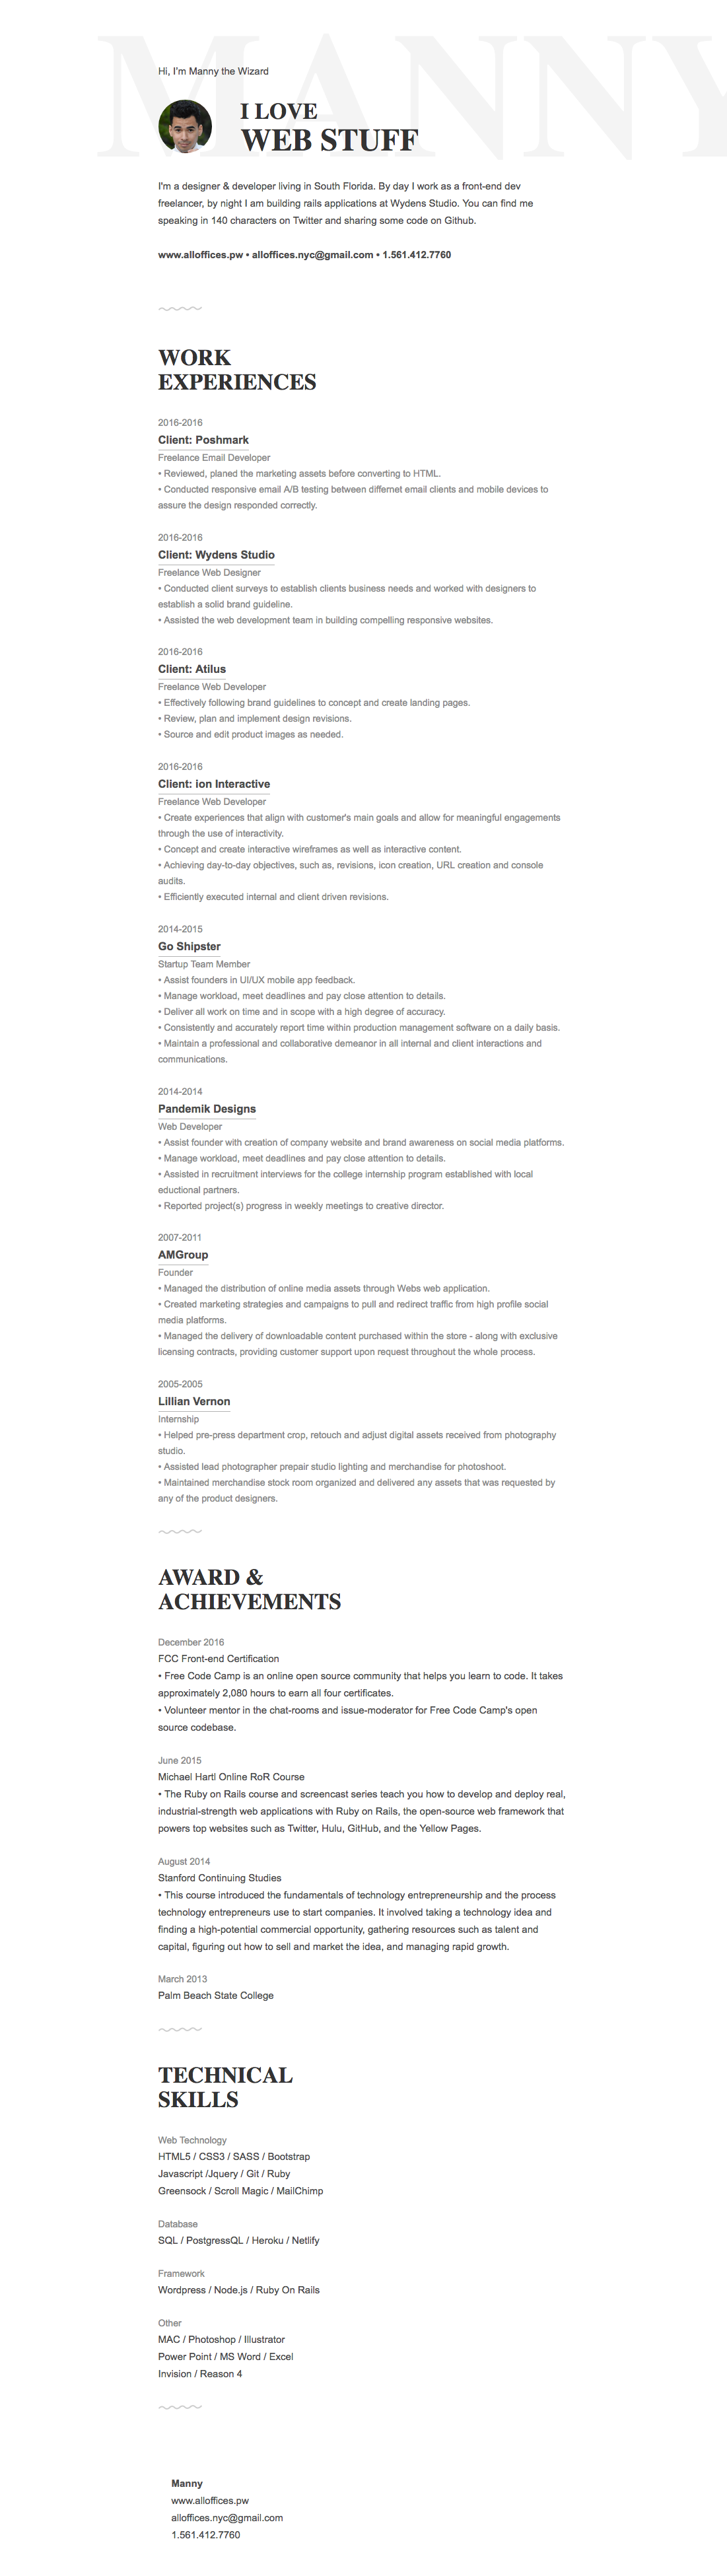 MANNY
Hi, I'm Manny the Wizard
I LOVE
WEB STUFF
I'm a designer & developer living in South Florida. By day I work as a front-end dev
freelancer, by night I am building rails applications at Wydens Studio. You can find me
speaking in 140 characters on Twitter and sharing some code on Github.
www.alloffices.pw • alloffices.nyc@gmail.com • 1.561.412.7760
WORK
EXPERIENCES
2016-2016
Client: Poshmark
Freelance Email Developer
• Reviewed, planed the marketing assets before converting to HTML.
• Conducted responsive email A/B testing between differnet email clients and mobile devices to
assure the design responded correctly.
2016-2016
Client: Wydens Studio
Freelance Web Designer
• Conducted client surveys to establish clients business needs and worked with designers to
establish a solid brand guideline.
• Assisted the web development team in building compelling responsive websites.
2016-2016
Client: Atilus
Freelance Web Developer
• Effectively following brand guidelines to concept and create landing pages.
• Review, plan and implement design revisions.
• Source and edit product images as needed.
2016-2016
Client: ion Interactive
Freelance Web Developer
• Create experiences that align with customer's main goals and allow for meaningful engagements
through the use of interactivity.
• Concept and create interactive wireframes as well as interactive content.
• Achieving day-to-day objectives, such as, revisions, icon creation, URL creation and console
audits.
• Efficiently executed internal and client driven revisions.
2014-2015
Go Shipster
Startup Team Member
• Assist founders in UI/UX mobile app feedback.
• Manage workload, meet deadlines and pay close attention to details.
• Deliver all work on time and in scope with a high degree of accuracy.
• Consistently and accurately report time within production management software on a daily basis.
• Maintain a professional and collaborative demeanor in all internal and client interactions and
communications.
2014-2014
Pandemik Designs
Web Developer
• Assist founder with creation of company website and brand awareness on social media platforms.
• Manage workload, meet deadlines and pay close attention to details.
• Assisted in recruitment interviews for the college internship program established with local
eductional partners.
• Reported project(s) progress in weekly meetings to creative director.
2007-2011
AMGroup
Founder
• Managed the distribution of online media assets through Webs web application.
• Created marketing strategies and campaigns to pull and redirect traffic from high profile social
media platforms.
• Managed the delivery of downloadable content purchased within the store - along with exclusive
licensing contracts, providing customer support upon request throughout the whole process.
2005-2005
Lillian Vernon
Internship
• Helped pre-press department crop, retouch and adjust digital assets received from photography
studio.
• Assisted lead photographer prepair studio lighting and merchandise for photoshoot.
• Maintained merchandise stock room organized and delivered any assets that was requested by
any of the product designers.
AWARD &
ACHIEVEMENTS
December 2016
FCC Front-end Certification
• Free Code Camp is an online open source community that helps you learn to code. It takes
approximately 2,080 hours to earn all four certificates.
• Volunteer mentor in the chat-rooms and issue-moderator for Free Code Camp's open
source codebase.
June 2015
Michael Hartl Online RoR Course
• The Ruby on Rails course and screencast series teach you how to develop and deploy real,
industrial-strength web applications with Ruby on Rails, the open-source web framework that
powers top websites such as Twitter, Hulu, GitHub, and the Yellow Pages.
August 2014
Stanford Continuing Studies
• This course introduced the fundamentals of technology entrepreneurship and the process
technology entrepreneurs use to start companies. It involved taking a technology idea and
finding a high-potential commercial opportunity, gathering resources such as talent and
capital, figuring out how to sell and market the idea, and managing rapid growth.
March 2013
Palm Beach State College
TECHNICAL
SKILLS
Web Technology
HTML5 / CSS3 / SASS / Bootstrap
Javascript /Jquery / Git / Ruby
Greensock / Scroll Magic / MailChimp
Database
SQL / PostgressQL / Heroku / Netlify
Framework
Wordpress / Node.js / Ruby On Rails
Other
MAC / Photoshop / Illustrator
Power Point / MS Word / Excel
Invision / Reason 4
Manny
www.alloffices.pw
alloffices.nyc@gmail.com
1.561.412.7760